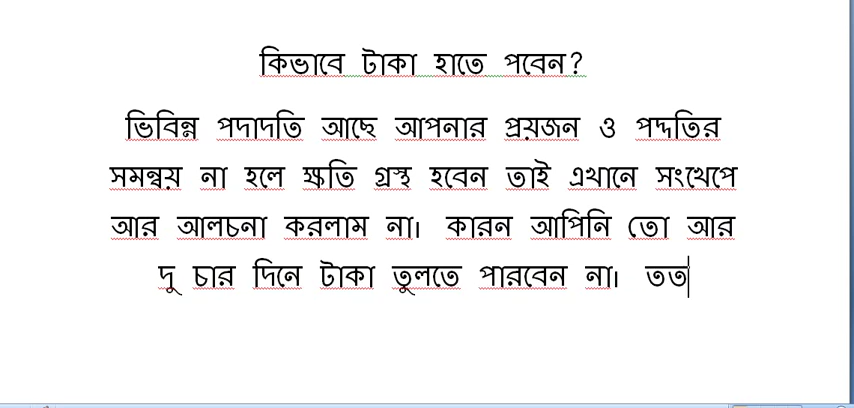 কিভাবে টাকা হাতে পবেন?
ভিবিন্ন পদাদতি আছে আপনার প্রয়জন ও পদ্দতির
সমন্বয় না হলে ক্ষতি গ্রস্থ হবেন তাই এখানে সংখেপে
আর আলচনা করলাম না। কারন আপিনি তো আর
দু চার দিনে টাকা তুলতে পারবেন না। তত